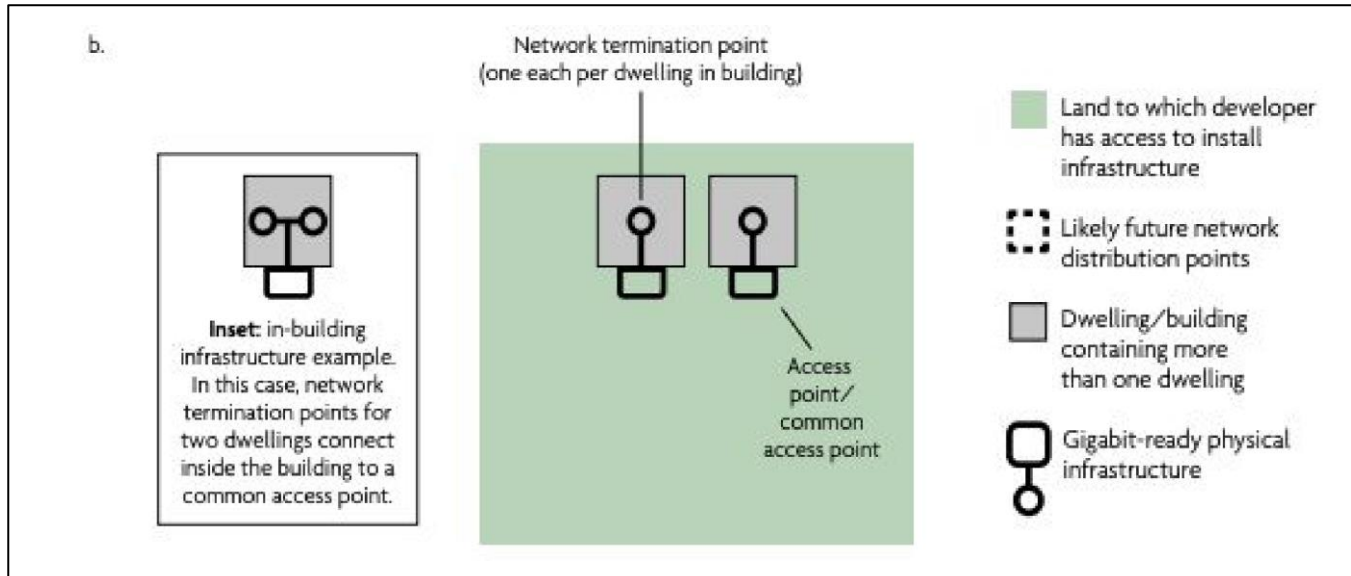 b.
Network termination point
(one each per dwelling in building)
Inset: in-building
infrastructure example.
In this case, network
termination points for
two dwellings connect
inside the building to a
common access point.
Access
point/
common
access point
Land to which developer
has access to install
infrastructure
Likely future network
distribution points
Dwelling/building
containing more
than one dwelling
Gigabit-ready physical
infrastructure